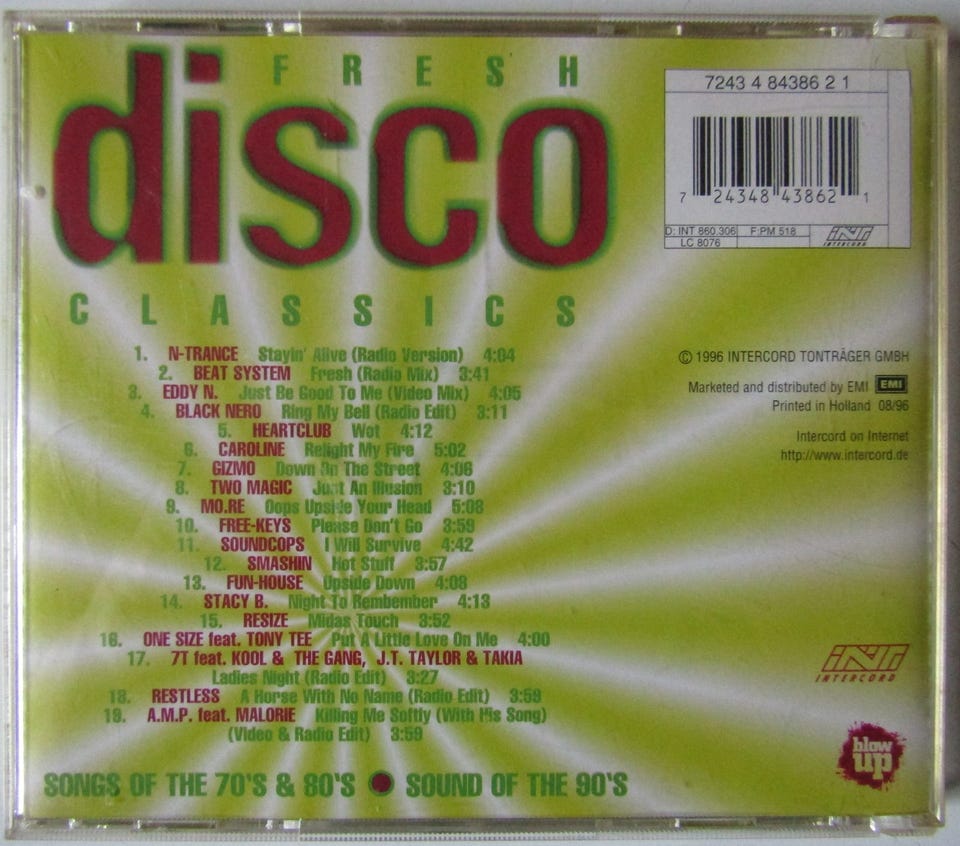 FRESH
disco
CLASSICS
7243 4 84386 2 1
7 24348 43862 1
D: INT 860.306 F:PM 518
LC 8076
INT
INTERCORD
1. N-TRANCE Stayin' Alive (Radio Version) 4:04
2. BEAT SYSTEM Fresh (Radio Mix) 3:41
3. EDDY N. Just Be Good To Me (Video Mix) 4:05
4. BLACK NERO Ring My Bell (Radio Edit) 3:11
5. HEARTCLUB Wot 4:12
6. CAROLINE Relight My Fire 5:02
7. GIZMO Down On The Street 4:06
8. TWO MAGIC Just An Illusion 3:10
9. MO.RE Oops Upside Your Head 5:08
10. FREE-KEYS Please Don't Go 3:59
11. SOUNDCOPS I Will Survive 4:42
12. SMASHIN Hot Stuff 3:57
13. FUN-HOUSE Upside Down 4:08
14. STACY B. Night To Remember 4:13
15. RESIZE Midas Touch 3:52
16. ONE SIZE feat. TONY TEE Put A Little Love On Me 4:00
17. 7T feat. KOOL & THE GANG, J.T. TAYLOR & TAKIA
Ladies Night (Radio Edit) 3:27
18. RESTLESS A Horse With No Name (Radio Edit) 3:58
19. A.M.P. feat. MALORIE Killing Me Softly (With His Song)
(Video & Radio Edit) 3:59
© 1996 INTERCORD TONTRÄGER GMBH
Marketed and distributed by EMI EMI
Printed in Holland 08/96
Intercord on Internet
http://www.intercord.de
INT
INTERCORD
blow
up
SONGS OF THE 70'S & 80'S ● SOUND OF THE 90'S